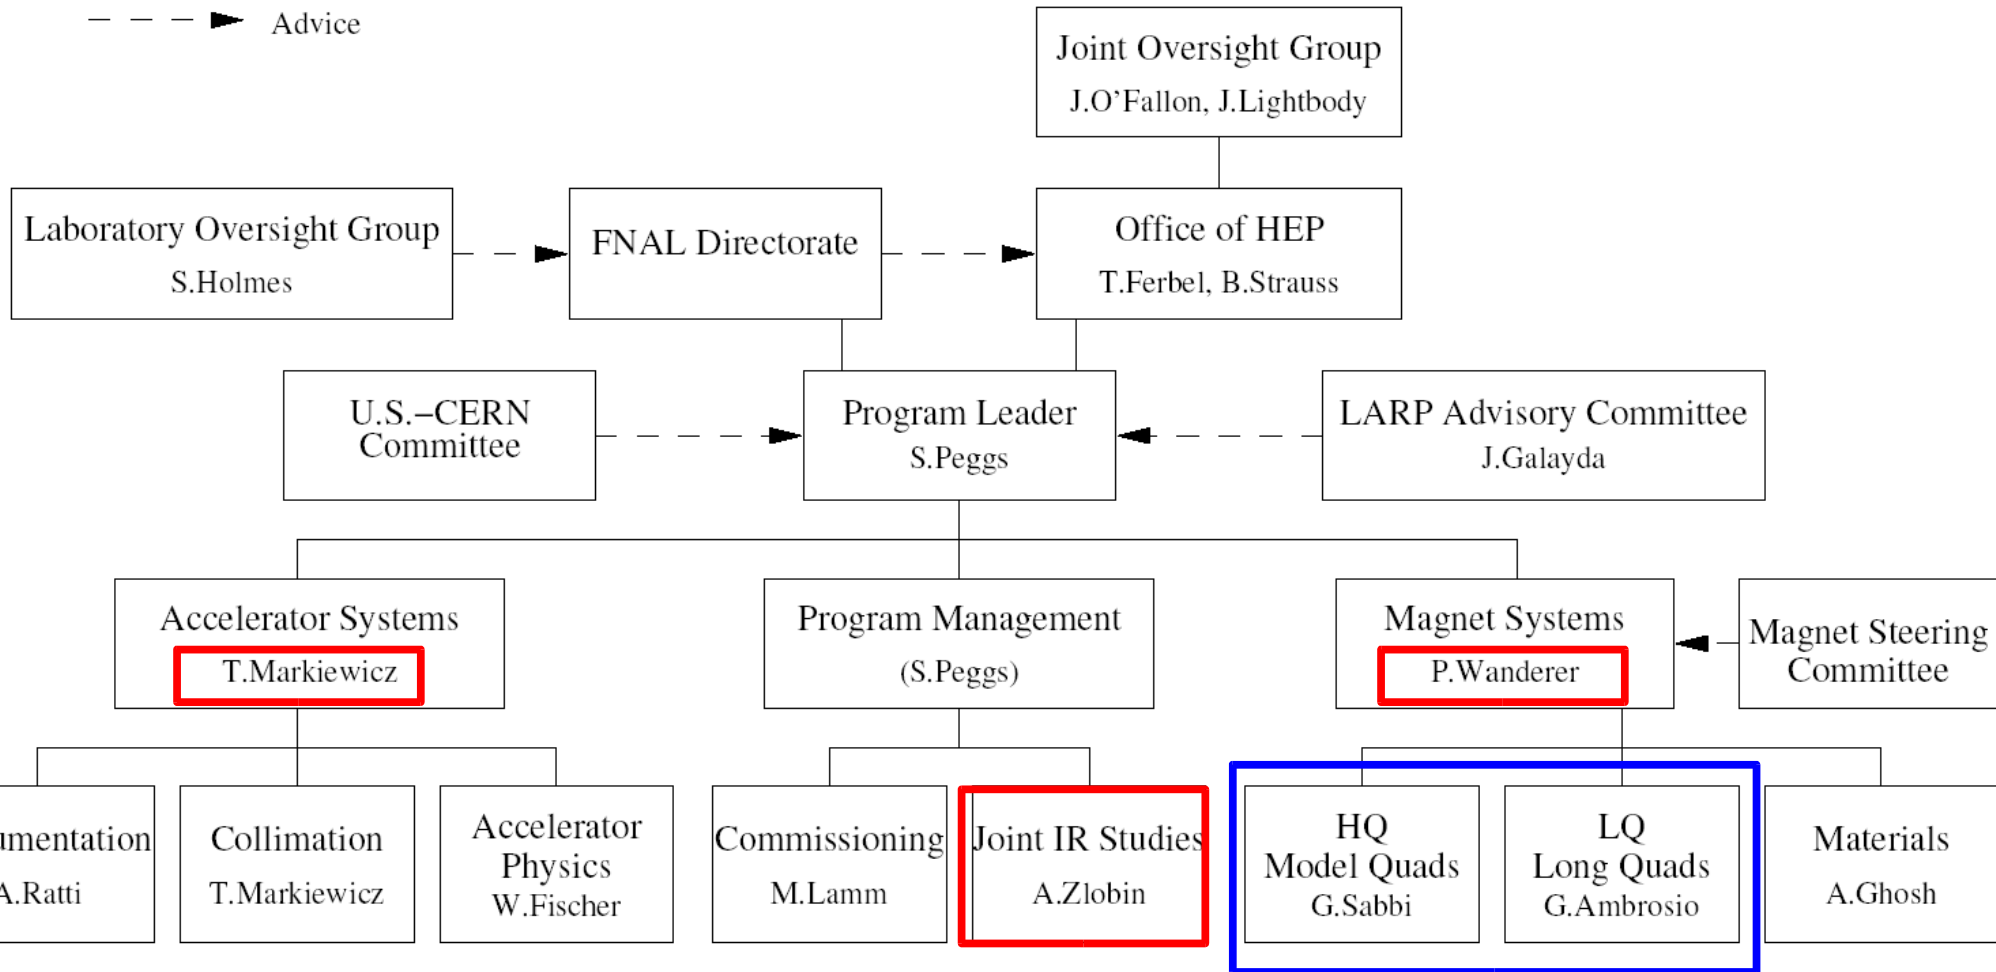 Advice
Joint Oversight Group
J.O'Fallon, J.Lightbody
Laboratory Oversight Group
S.Holmes
FNAL Directorate
Office of HEP
T.Ferbel, B.Strauss
U.S.–CERN
Committee
Program Leader
S.Peggs
LARP Advisory Committee
J.Galayda
Accelerator Systems
T.Markiewicz
Program Management
(S.Peggs)
Magnet Systems
P.Wanderer
Magnet Steering
Committee
umentation
A.Ratti
Collimation
T.Markiewicz
Accelerator
Physics
W.Fischer
Commissioning
M.Lamm
Joint IR Studies
A.Zlobin
HQ
Model Quads
G.Sabbi
LQ
Long Quads
G.Ambrosio
Materials
A.Ghosh